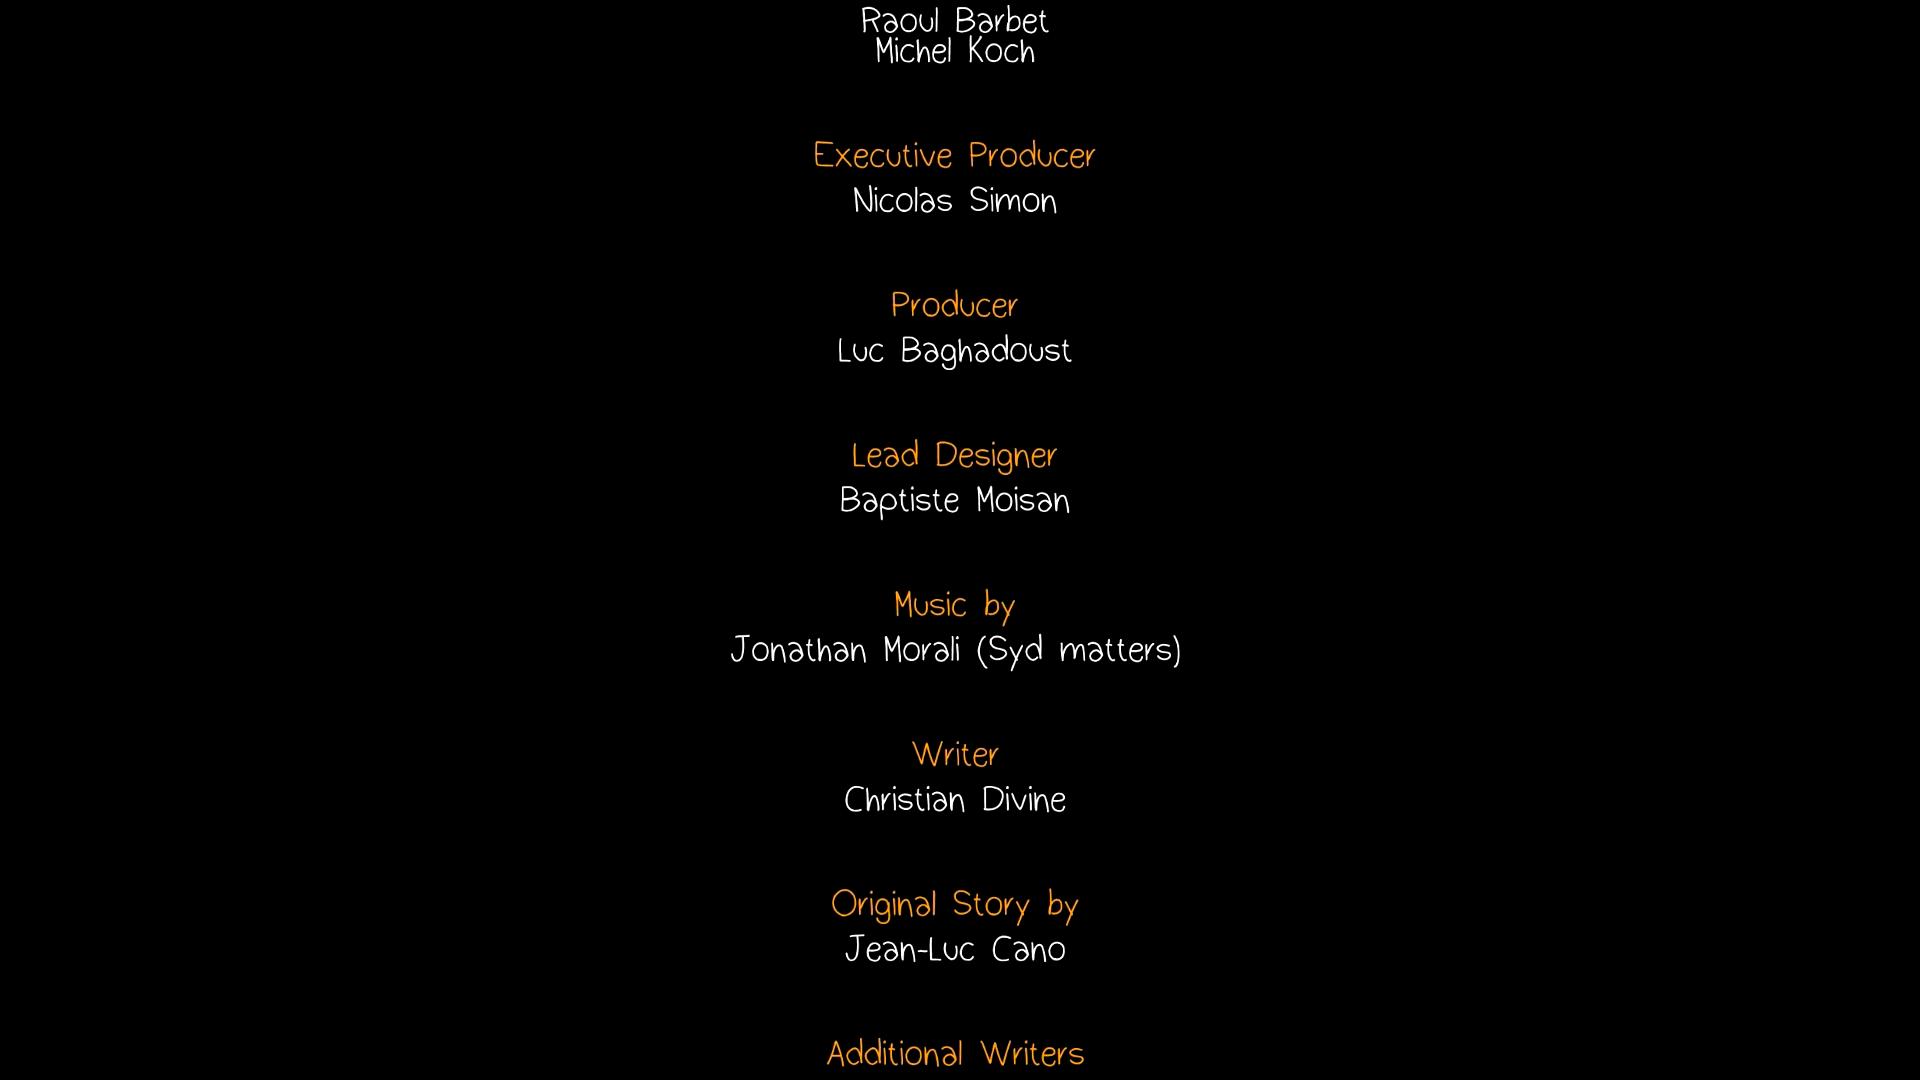 Raoul Barbet
Michel Koch
Executive Producer
Nicolas Simon
Producer
Luc Baghadoust
Lead Designer
Baptiste Moisan
Music by
Jonathan Morali (Syd matters)
Writer
Christian Divine
Original Story by
Jean-Luc Cano
Additional Writers